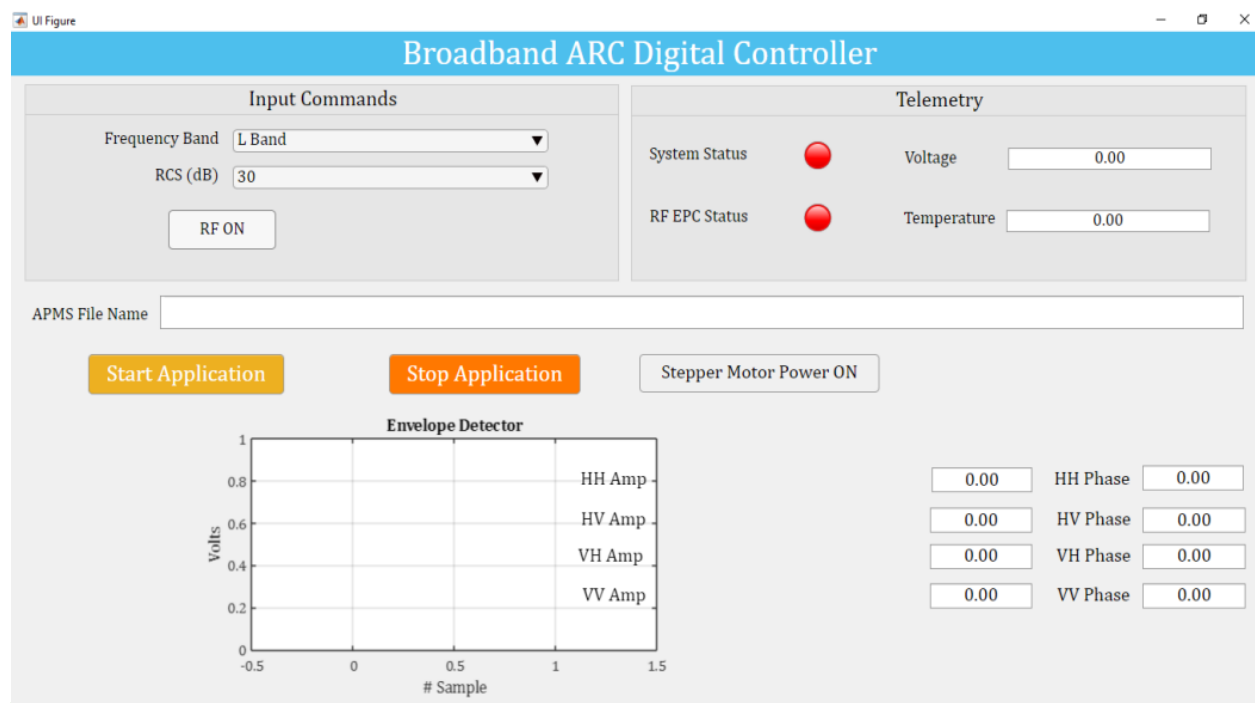 UI Figure
Broadband ARC Digital Controller
Input Commands
Frequency Band L Band
RCS (dB) 30
RF ON
Telemetry
System Status Voltage 0.00
RF EPC Status Temperature 0.00
APMS File Name
Start Application Stop Application Stepper Motor Power ON
Envelope Detector
1
0.8
0.6
0.4
0.2
0
Volts
-0.5 0 0.5 1 1.5
# Sample
HH Amp 0.00 HH Phase 0.00
HV Amp 0.00 HV Phase 0.00
VH Amp 0.00 VH Phase 0.00
VV Amp 0.00 VV Phase 0.00